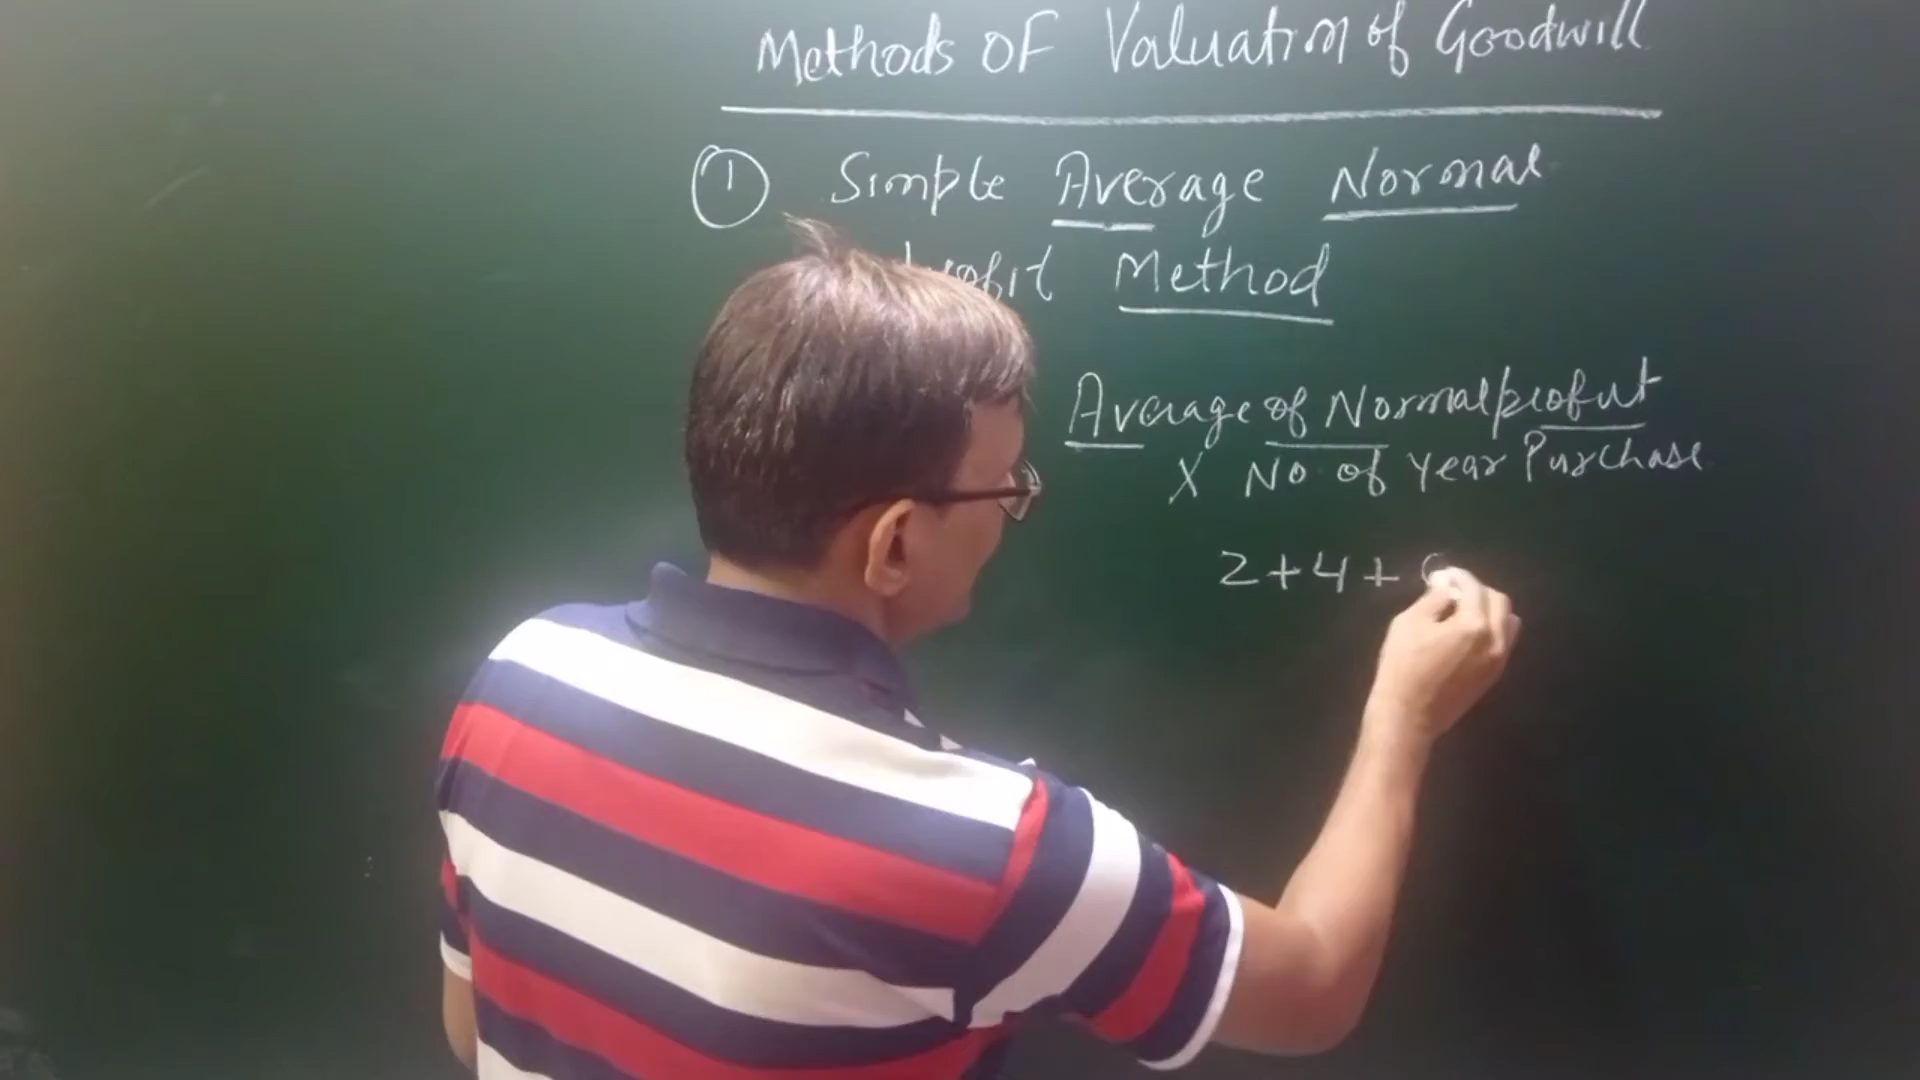 Methods OF Valuation of Goodwill
1 Simple Average Normal
Method
Average of Normal profit
X No of year Purchase
2+4+